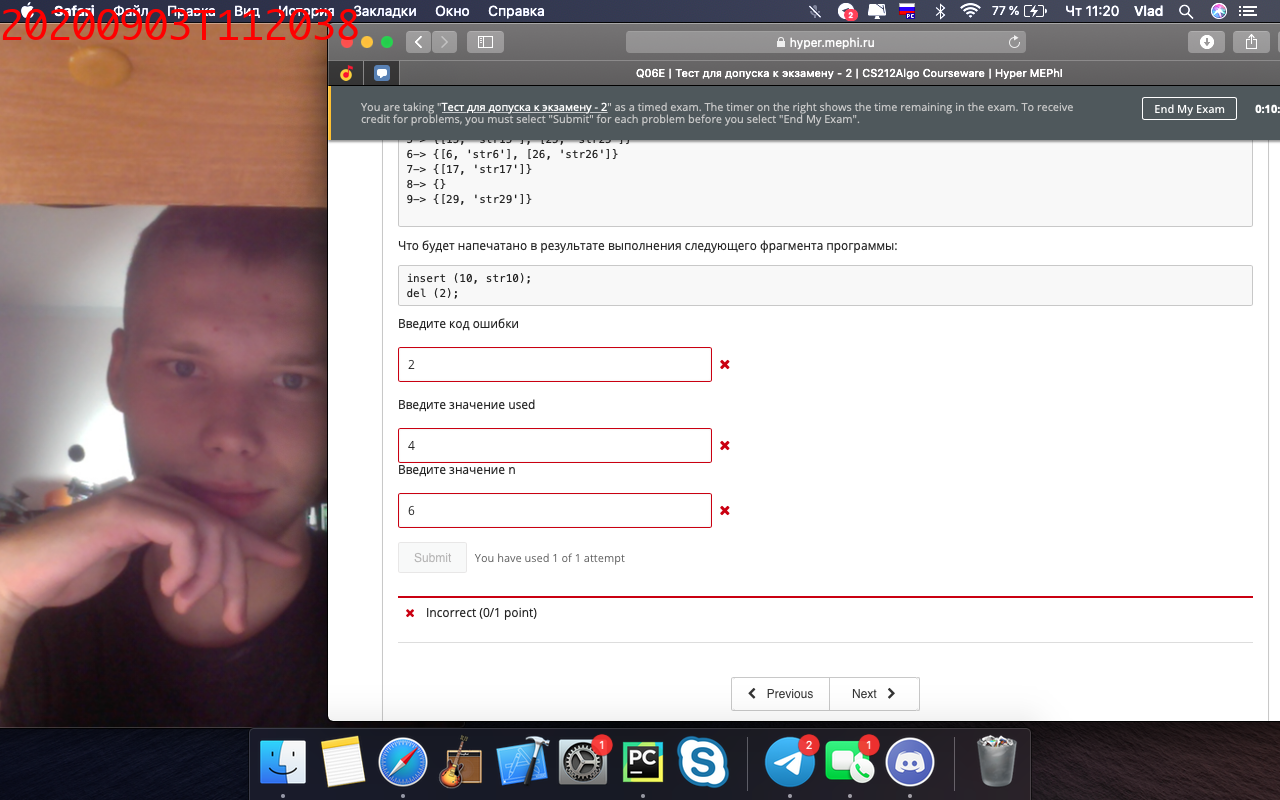 20200903T112038
Safari Файл Правка Вид История Закладки Окно Справка
2 РС 77 % Чт 11:20 Vlad
hyper.mephi.ru
Q06E | Тест для допуска к экзамену - 2 | CS212Algo Courseware | Hyper MEPhI
You are taking "Тест для допуска к экзамену - 2" as a timed exam. The timer on the right shows the time remaining in the exam. To receive
credit for problems, you must select "Submit" for each problem before you select "End My Exam".
End My Exam
0:10:
6—> {[6, 'str6'], [26, 'str26']}
7—> {[17, 'str17']}
8—> {}
9—> {[29, 'str29']}
Что будет напечатано в результате выполнения следующего фрагмента программы:
insert (10, str10);
del (2);
Введите код ошибки
2
Введите значение used
4
Введите значение n
6
Submit You have used 1 of 1 attempt
Incorrect (0/1 point)
Previous Next
1 PC S 2 1